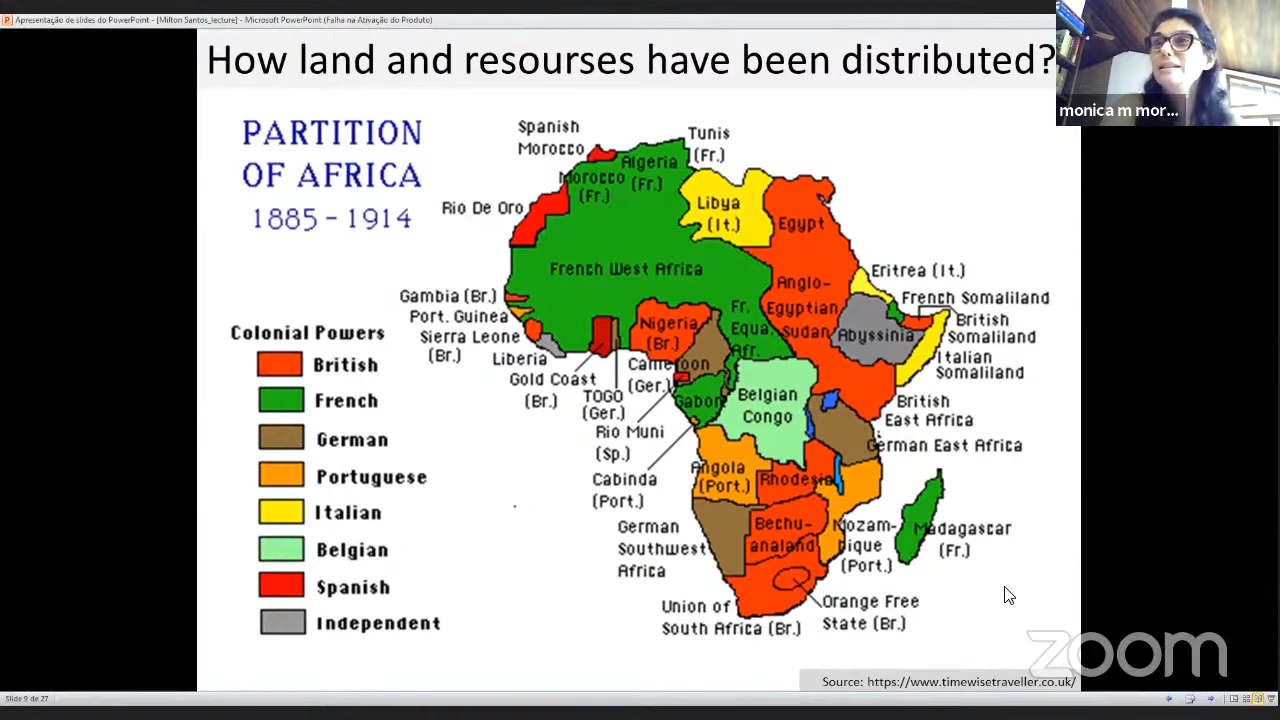 Apresentação de slides do PowerPoint - [Milton Santos_lecture] - Microsoft PowerPoint (Falha na Ativação do Produto)
How land and resourses have been distributed?
monica m mor...
PARTITION
OF AFRICA
1885 - 1914
Spanish
Morocco
Tunis
(Fr.)
Algeria
(Fr.)
Morocco
(Fr.)
Rio De Oro
Libya
(It.)
Egypt
French West Africa
Anglo-
Egyptian
Sudan
Eritrea (It.)
French Somaliland
British
Somaliland
Italian
Somaliland
Abyssinia
Gambia (Br.)
Port. Guinea
Sierra Leone
(Br.)
Liberia
Gold Coast
(Br.)
TOGO
(Ger.)
Nigeria
(Br.)
Cameroon
(Ger.)
Fr.
Equa.
Afr.
Gabon
Rio Muni
(Sp.)
Cabinda
(Port.)
Belgian
Congo
British
East Africa
German East Africa
Angola
(Port.)
Rhodesia
German
Southwest
Africa
Bechu-
analand
Mozam-
bique
(Port.)
Madagascar
(Fr.)
Union of
South Africa (Br.)
Orange Free
State (Br.)
Colonial Powers
British
French
German
Portuguese
Italian
Belgian
Spanish
Independent
zoom
Source: https://www.timewisetraveller.co.uk/
Slide 9 de 27